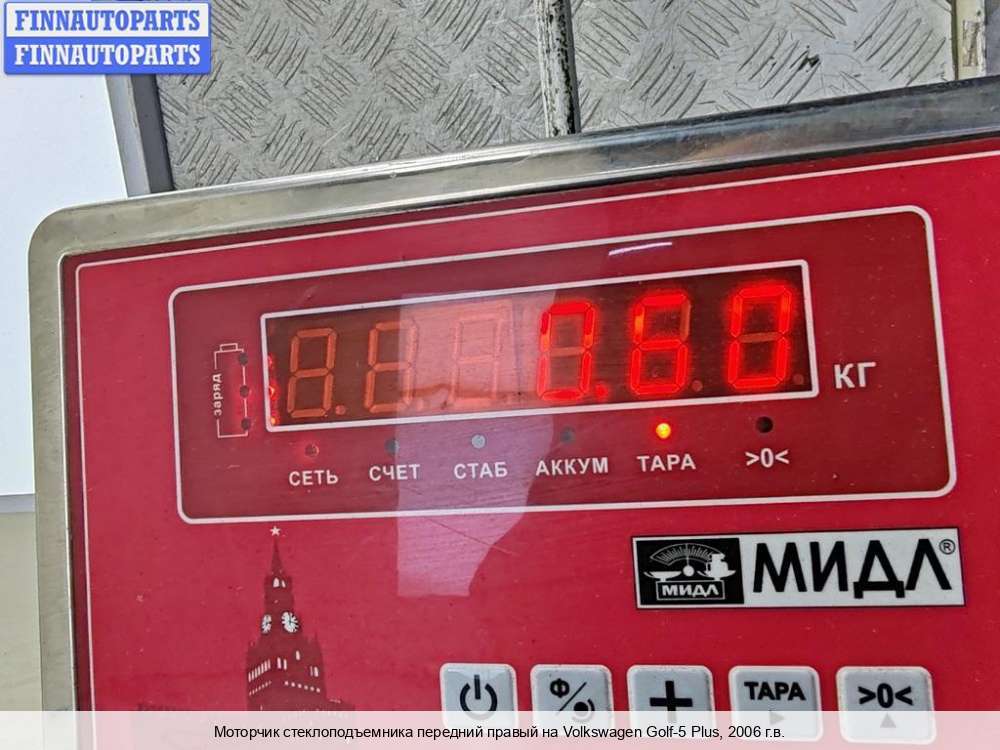 FINNAUTOPARTS
FINNAUTOPARTS
0.60
КГ
заряд
СЕТЬ СЧЕТ СТАБ АККУМ ТАРА >0<
МИДЛ МИДЛ®
Ф/ + ТАРА >0<
Моторчик стеклоподъемника передний правый на Volkswagen Golf-5 Plus, 2006 г.в.